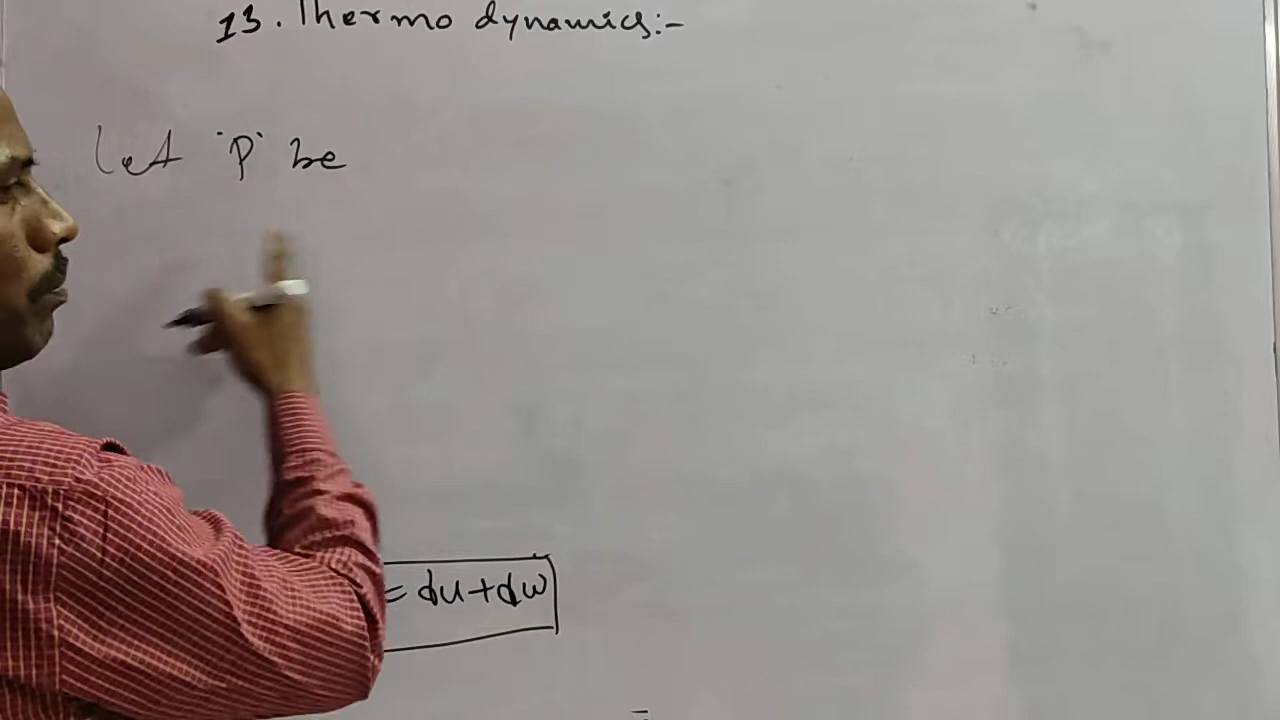 13. Thermo dynamics:-
Let 'P' be
= du+dw